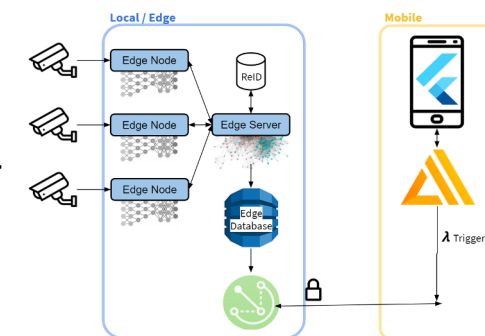 Local / Edge
Mobile
Edge Node
ReID
Edge Node
Edge Server
Edge Node
Edge
Database
λ Trigger